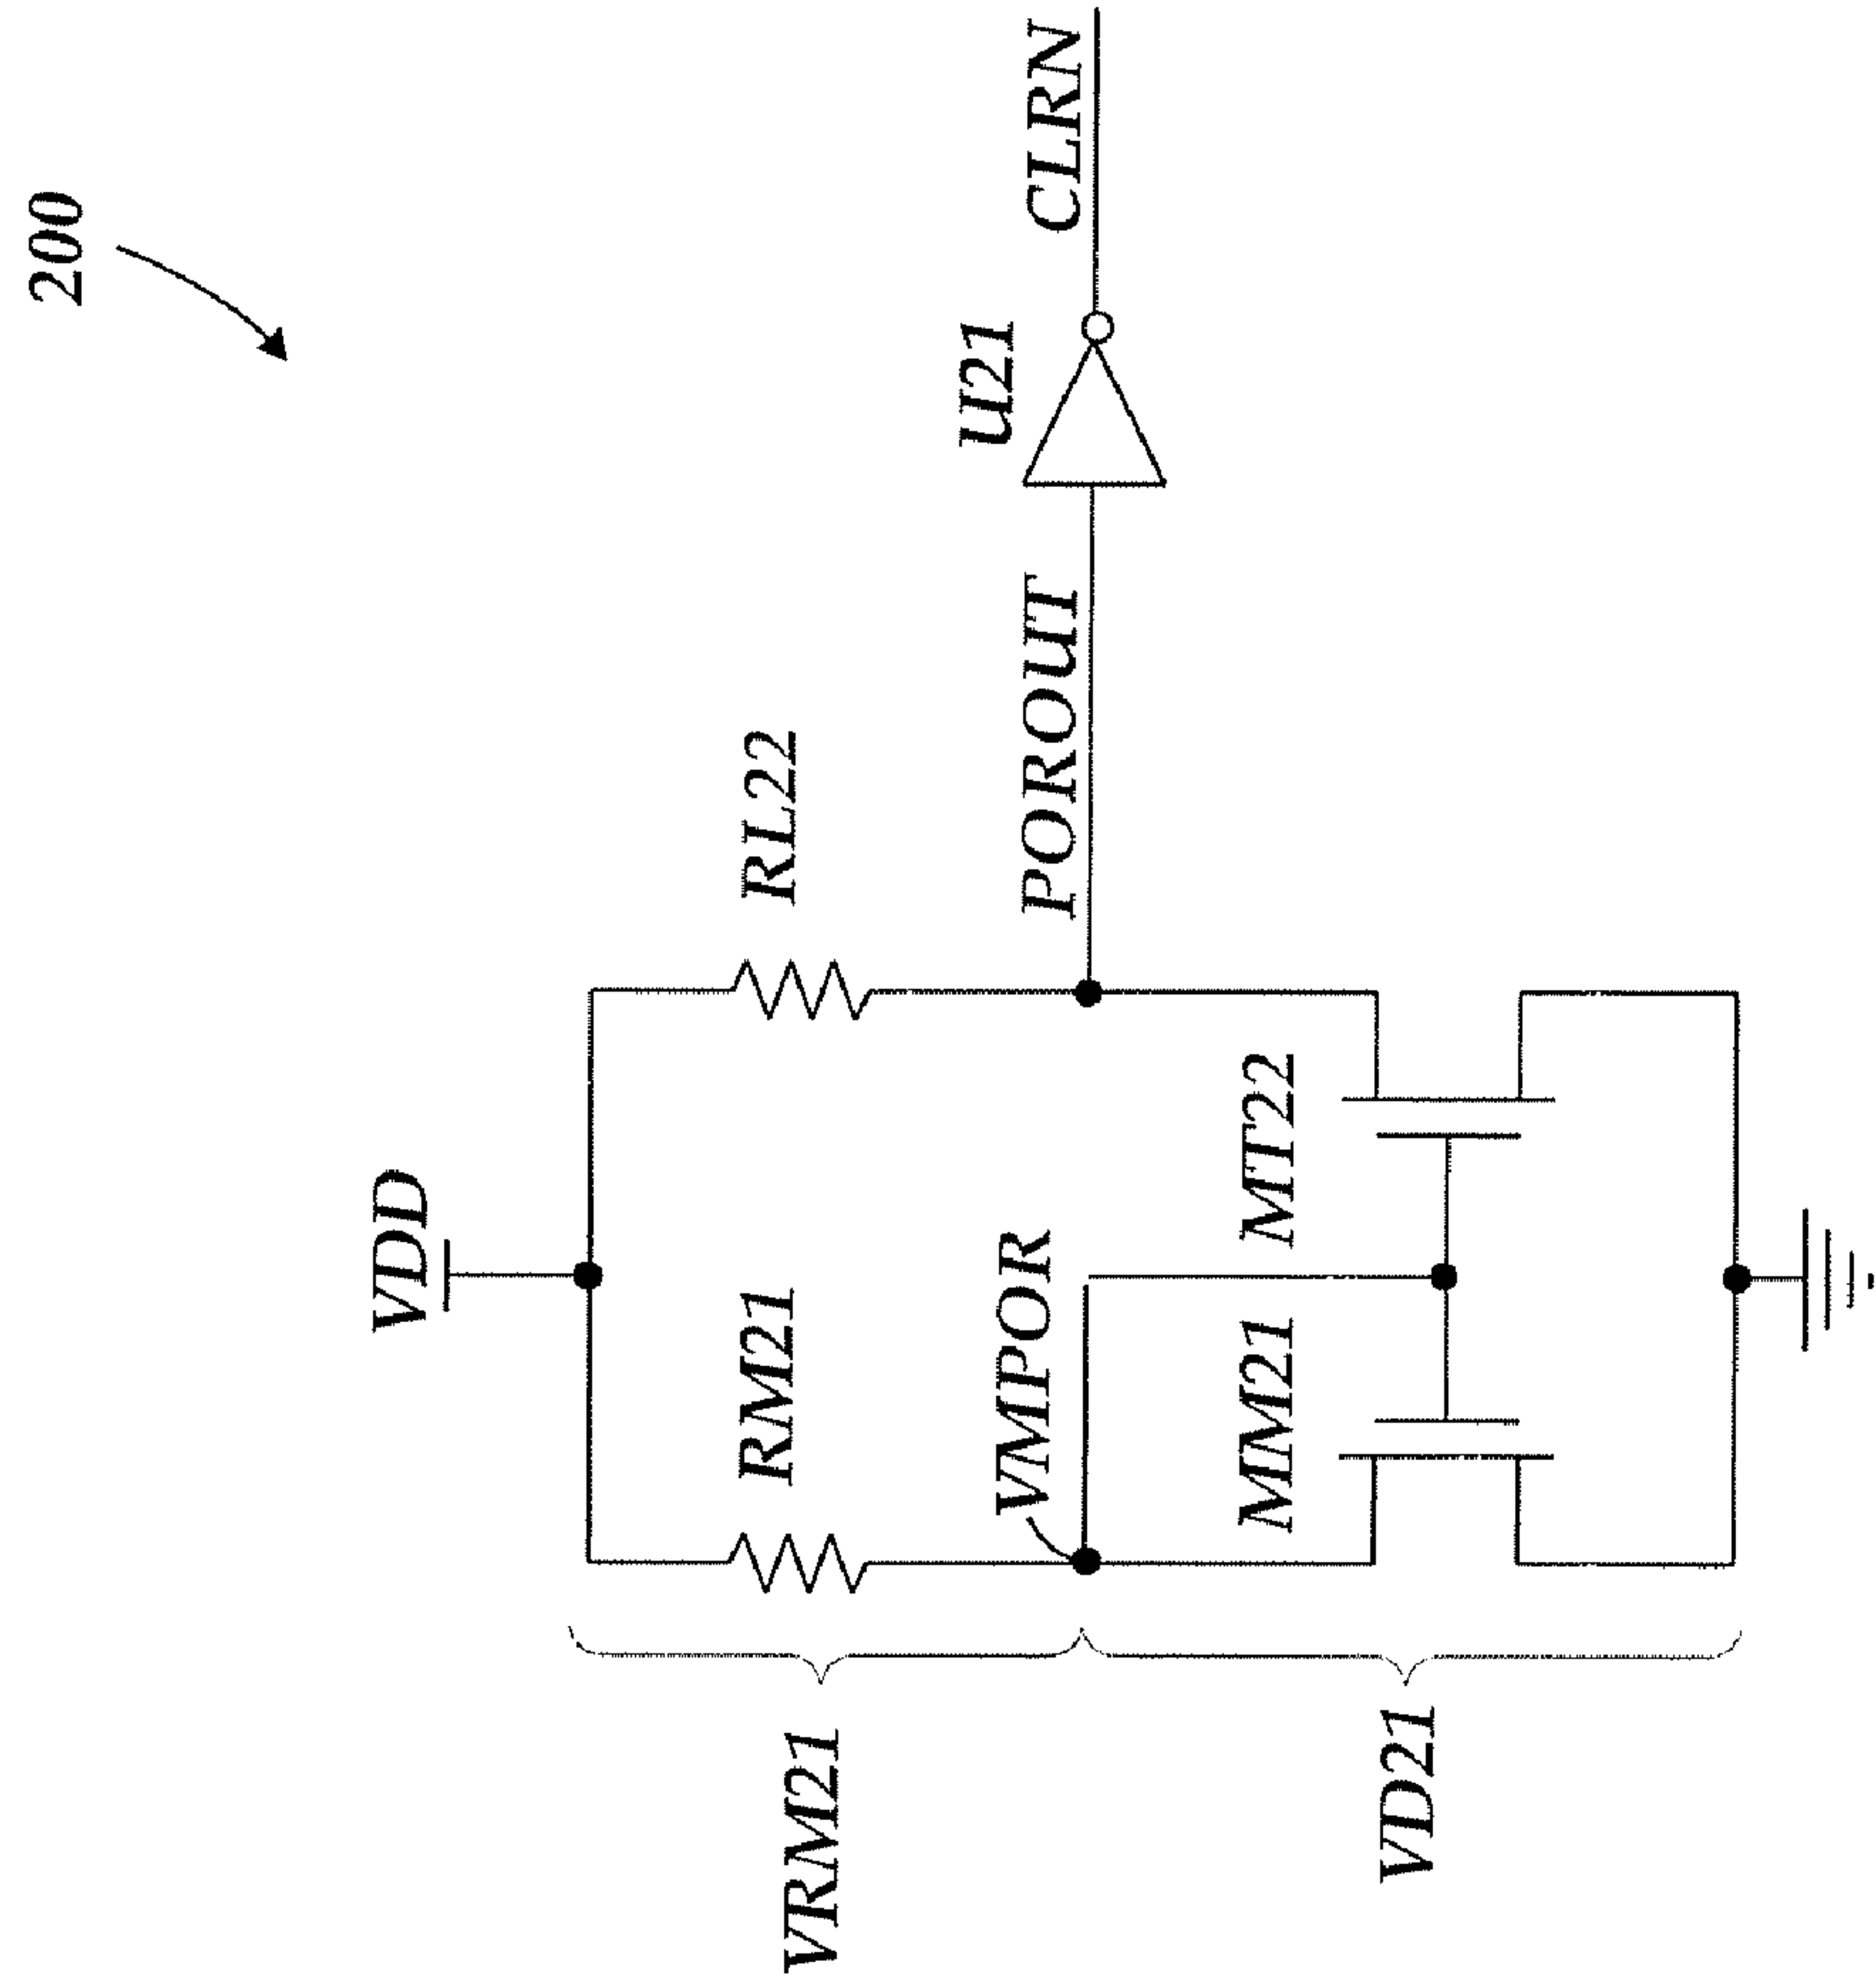 200
VDD
RM21
RL22
VRM21
VMPOR
POROUT
U21
CLRN
MM21
MT22
VD21